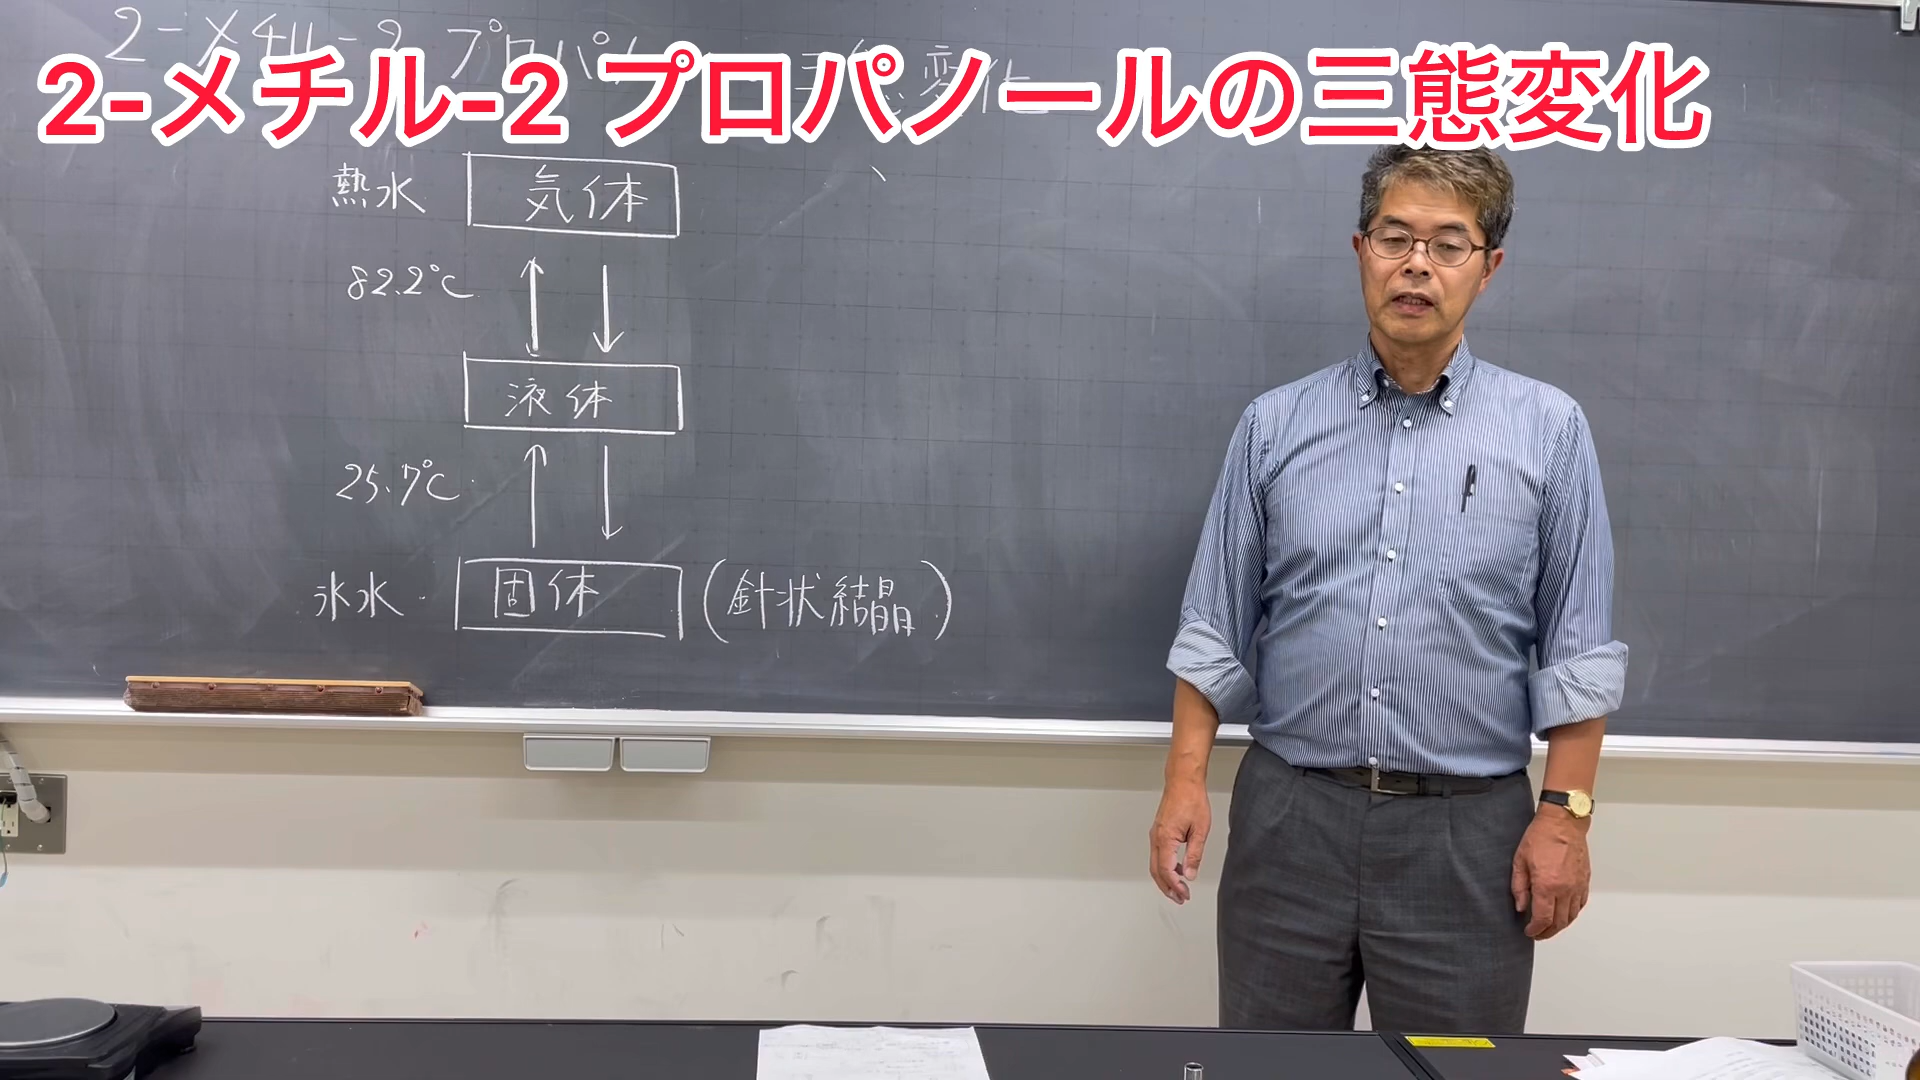 2-メチル-2 プロパノールの三態変化
熱水 気体
82.2℃
液体
25.7℃
氷水 固体 (針状結晶)